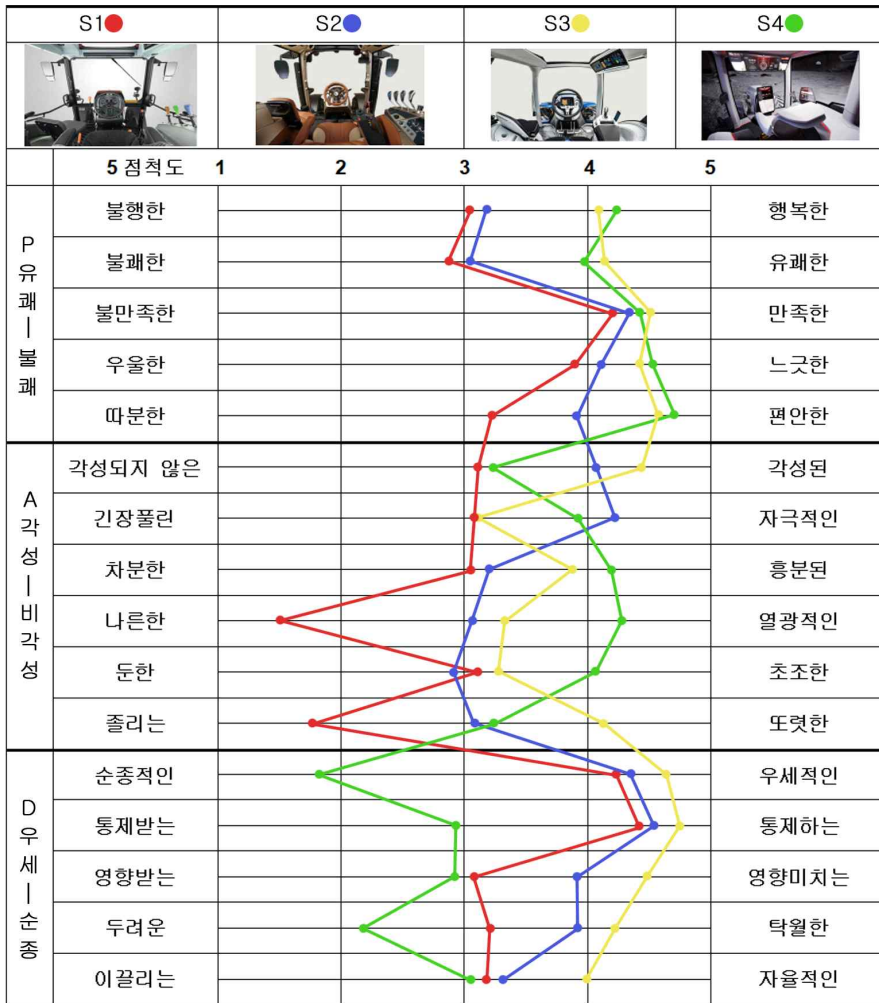 S1 S2 S3 S4
5 점척도 1 2 3 4 5
P 유쾌ㅣ불쾌
불행한 행복한
불쾌한 유쾌한
불만족한 만족한
우울한 느긋한
따분한 편안한
A 각성ㅣ비각성
각성되지 않은 각성된
긴장풀린 자극적인
차분한 흥분된
나른한 열광적인
둔한 초조한
졸리는 또렷한
D 우세ㅣ순종
순종적인 우세적인
통제받는 통제하는
영향받는 영향미치는
두려운 탁월한
이끌리는 자율적인